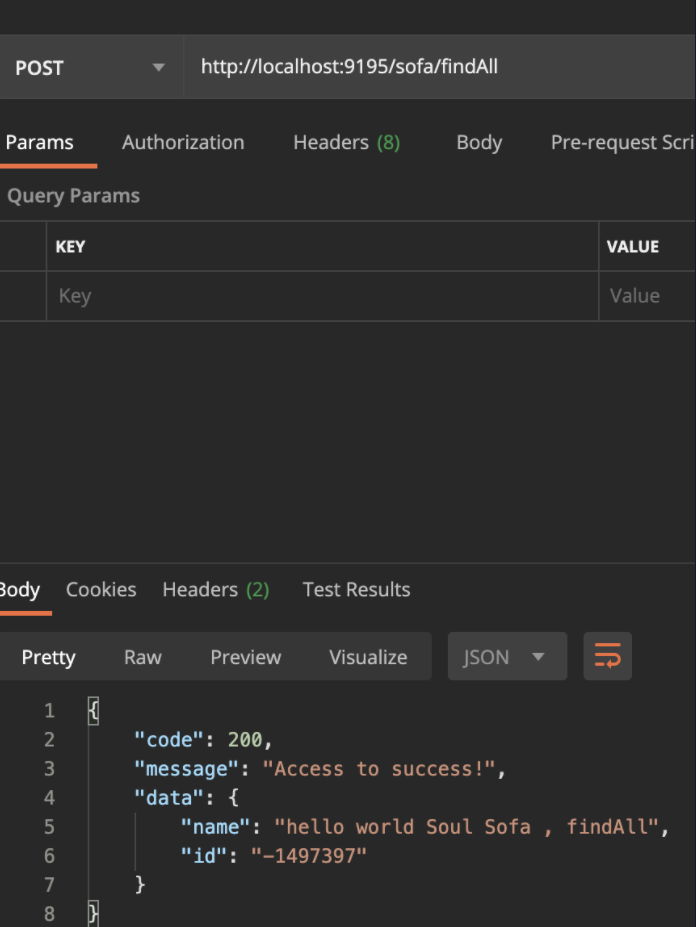 POST http://localhost:9195/sofa/findAll
Params Authorization Headers (8) Body Pre-request Scri
Query Params
KEY VALUE
Key Value
Body Cookies Headers (2) Test Results
Pretty Raw Preview Visualize JSON
1 {
2 "code": 200,
3 "message": "Access to success!",
4 "data": {
5 "name": "hello world Soul Sofa , findAll",
6 "id": "-1497397"
7 }
8 }